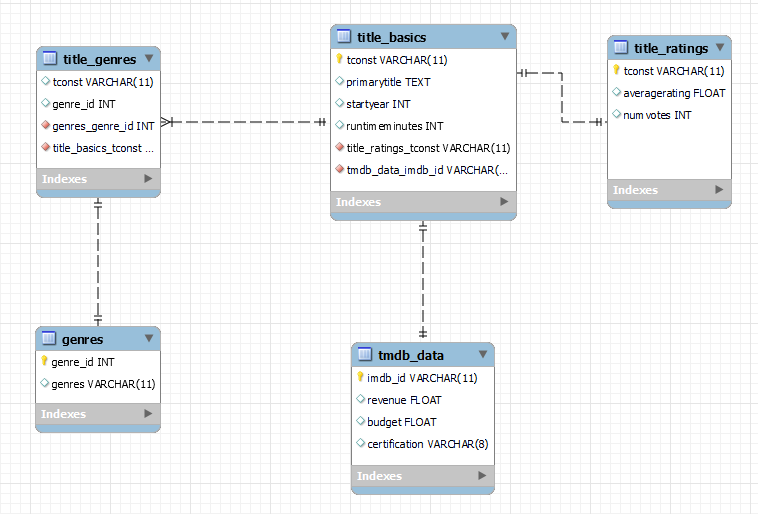 title_genres
tconst VARCHAR(11)
genre_id INT
genres_genre_id INT
title_basics_tconst ...
Indexes
title_basics
tconst VARCHAR(11)
primarytitle TEXT
startyear INT
runtimeminutes INT
title_ratings_tconst VARCHAR(11)
tmdb_data_imdb_id VARCHAR(...
Indexes
title_ratings
tconst VARCHAR(11)
averagerating FLOAT
numvotes INT
Indexes
genres
genre_id INT
genres VARCHAR(11)
Indexes
tmdb_data
imdb_id VARCHAR(11)
revenue FLOAT
budget FLOAT
certification VARCHAR(8)
Indexes